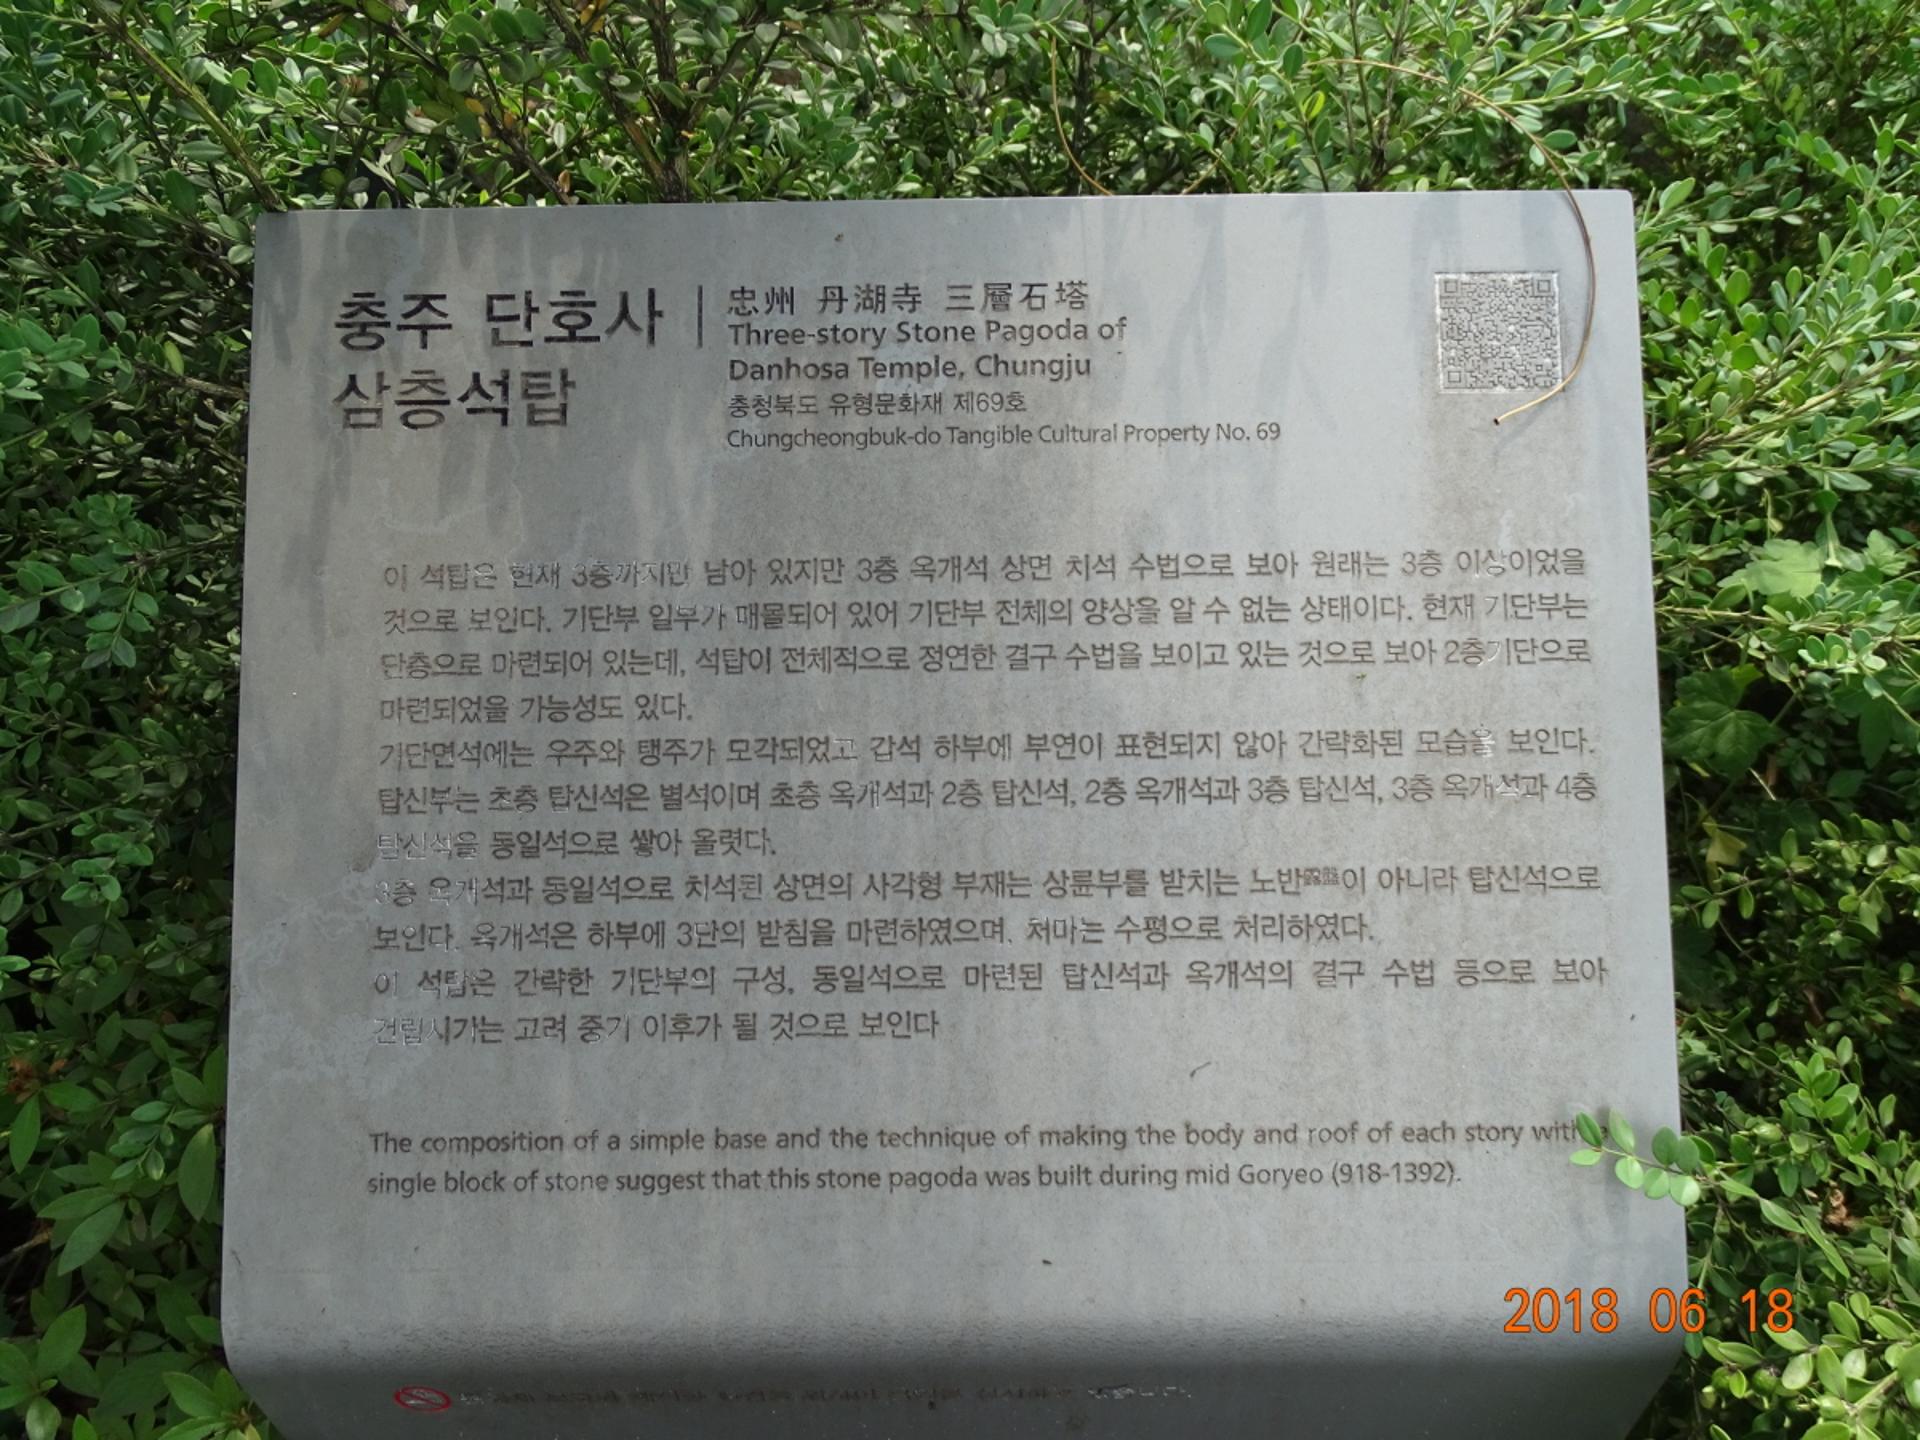 충주 단호사
삼층석탑
忠州 丹湖寺 三層石塔
Three-story Stone Pagoda of
Danhosa Temple, Chungju
충청북도 유형문화재 제69호
Chungcheongbuk-do Tangible Cultural Property No. 69
이 석탑은 현재 3층까지만 남아 있지만 3층 옥개석 상면 치석 수법으로 보아 원래는 3층 이상이었을
것으로 보인다. 기단부 일부가 매몰되어 있어 기단부 전체의 양상을 알 수 없는 상태이다. 현재 기단부는
단층으로 마련되어 있는데, 석탑이 전체적으로 정연한 결구 수법을 보이고 있는 것으로 보아 2층기단으로
마련되었을 가능성도 있다.
기단면석에는 우주와 탱주가 모각되었고 갑석 하부에 부연이 표현되지 않아 간략화된 모습을 보인다.
탑신부는 초층 탑신석은 별석이며 초층 옥개석과 2층 탑신석, 2층 옥개석과 3층 탑신석, 3층 옥개석과 4층
탑신석을 동일석으로 쌓아 올렷다.
3층 옥개석과 동일석으로 치석된 상면의 사각형 부재는 상륜부를 받치는 노반露盤이 아니라 탑신석으로
보인다. 옥개석은 하부에 3단의 받침을 마련하였으며, 처마는 수평으로 처리하였다.
이 석탑은 간략한 기단부의 구성, 동일석으로 마련된 탑신석과 옥개석의 결구 수법 등으로 보아
건립시기는 고려 중기 이후가 될 것으로 보인다
The composition of a simple base and the technique of making the body and roof of each story with a
single block of stone suggest that this stone pagoda was built during mid Goryeo (918-1392).
2018 06 18